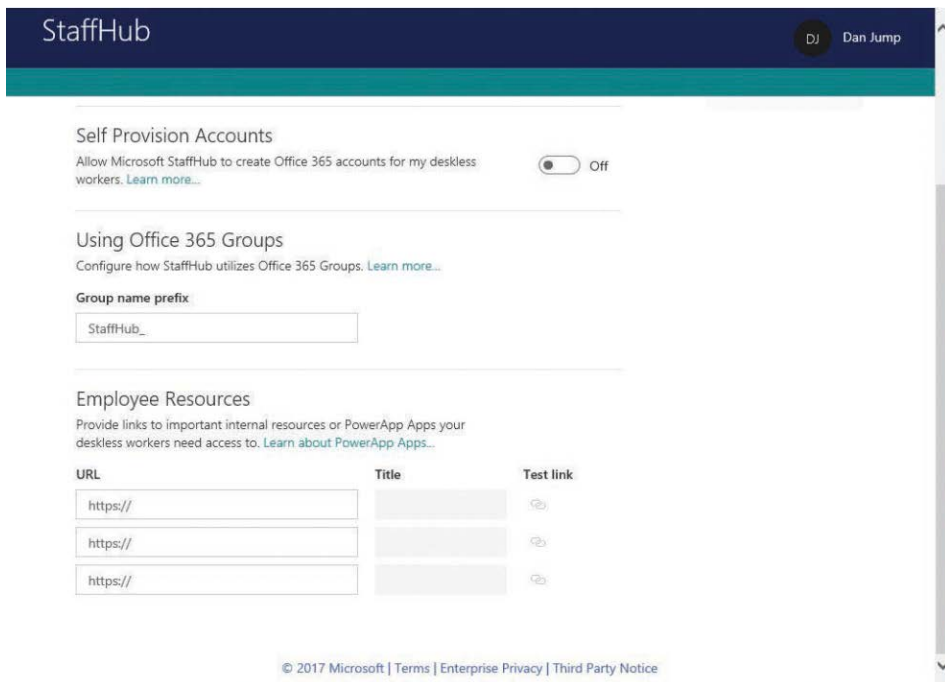 StaffHub
DJ Dan Jump
Self Provision Accounts
Allow Microsoft StaffHub to create Office 365 accounts for my deskless
workers. Learn more...
Off
Using Office 365 Groups
Configure how StaffHub utilizes Office 365 Groups. Learn more...
Group name prefix
StaffHub_
Employee Resources
Provide links to important internal resources or PowerApp Apps your
deskless workers need access to. Learn about PowerApp Apps...
URL Title Test link
https://
https://
https://
© 2017 Microsoft | Terms | Enterprise Privacy | Third Party Notice